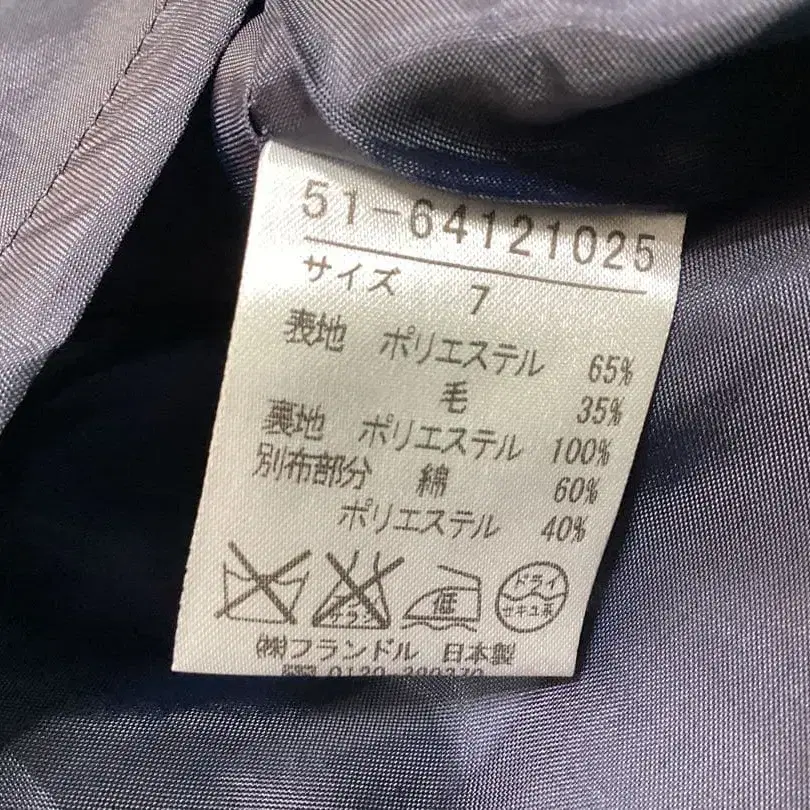 51-64121025
サイズ 7
表地 ポリエステル 65%
毛 35%
裏地 ポリエステル 100%
別布部分 綿 60%
ポリエステル 40%
低 ドライ
セキユ系
(株)フランドル 日本製